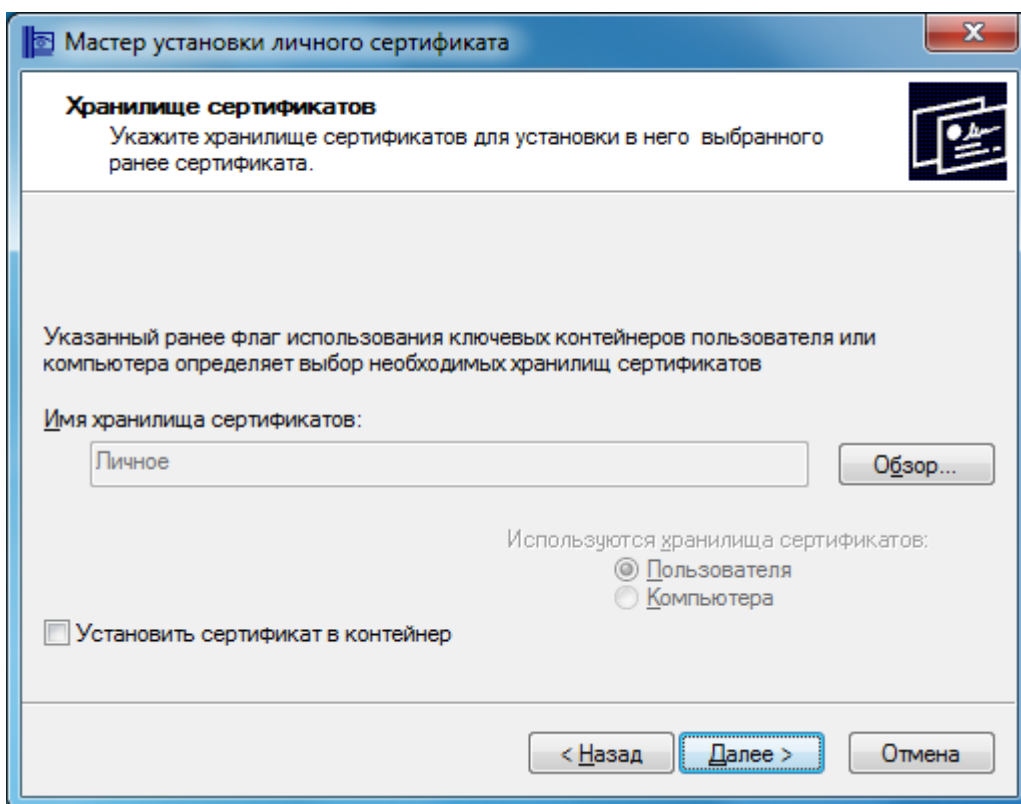 Мастер установки личного сертификата
Хранилище сертификатов
Укажите хранилище сертификатов для установки в него выбранного
ранее сертификата.
Указанный ранее флаг использования ключевых контейнеров пользователя или
компьютера определяет выбор необходимых хранилищ сертификатов
Имя хранилища сертификатов:
Личное
Обзор...
Используются хранилища сертификатов:
Пользователя
Компьютера
Установить сертификат в контейнер
< Назад
Далее >
Отмена